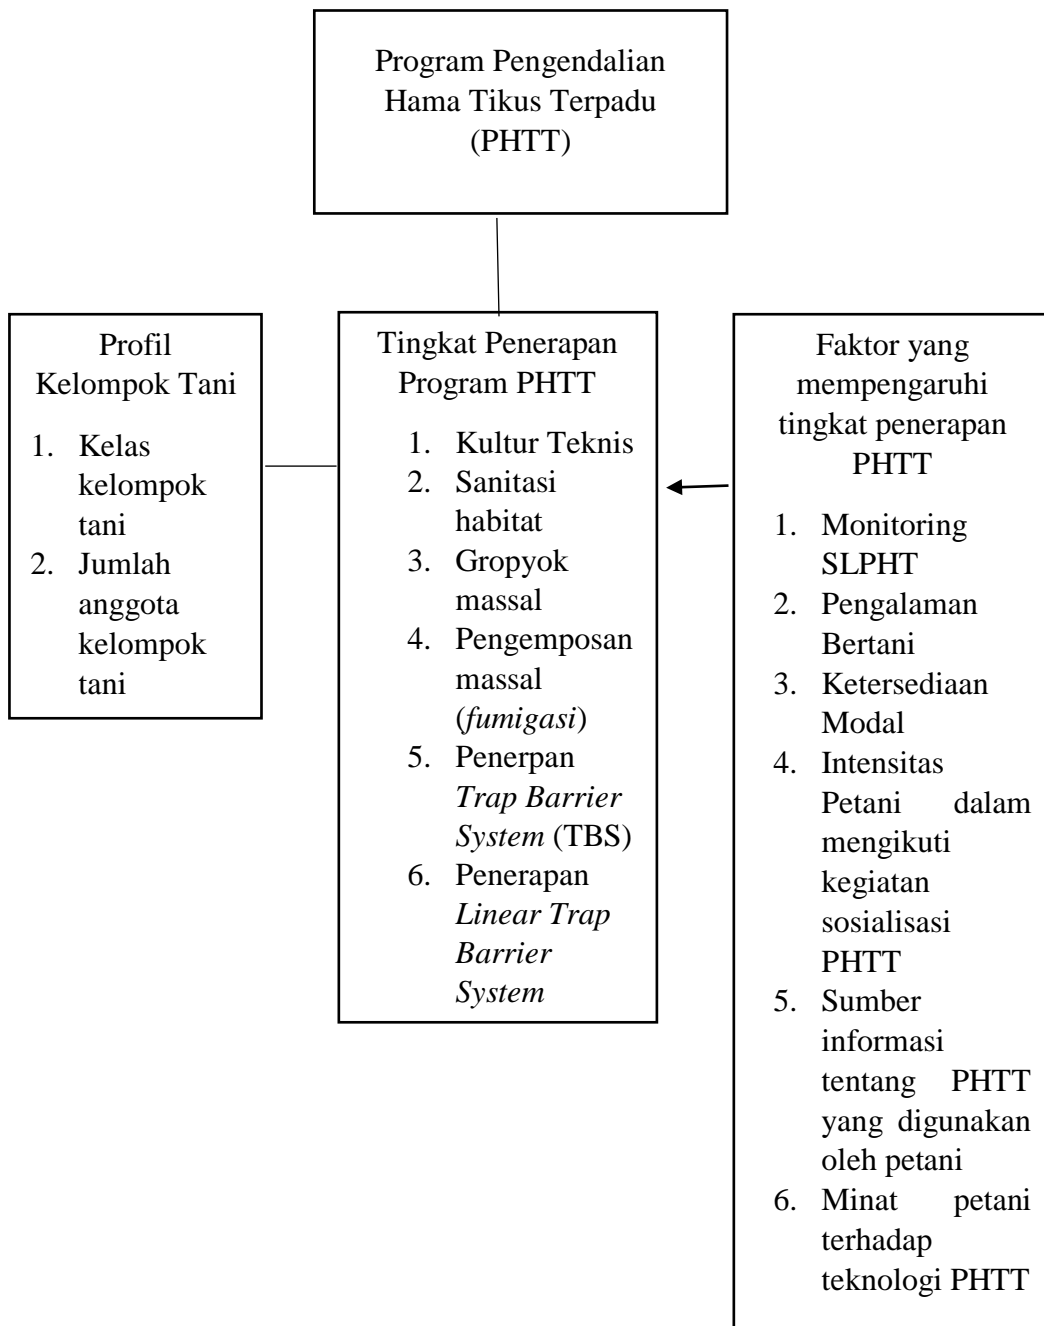 Program Pengendalian
Hama Tikus Terpadu
(PHTT)
Profil
Kelompok Tani
1. Kelas
kelompok
tani
2. Jumlah
anggota
kelompok
tani
Tingkat Penerapan
Program PHTT
1. Kultur Teknis
2. Sanitasi
habitat
3. Gropyok
massal
4. Pengemposan
massal
(fumigasi)
5. Penerpan
Trap Barrier
System (TBS)
6. Penerapan
Linear Trap
Barrier
System
Faktor yang
mempengaruhi
tingkat penerapan
PHTT
1. Monitoring
SLPHT
2. Pengalaman
Bertani
3. Ketersediaan
Modal
4. Intensitas
Petani dalam
mengikuti
kegiatan
sosialisasi
PHTT
5. Sumber
informasi
tentang PHTT
yang digunakan
oleh petani
6. Minat petani
terhadap
teknologi PHTT